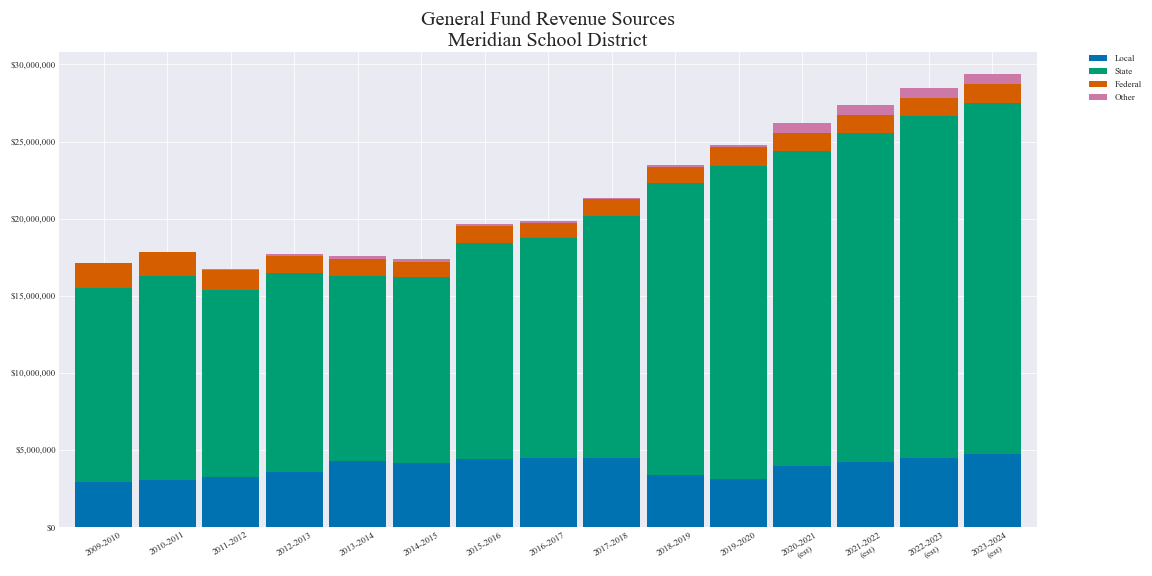 General Fund Revenue Sources
Meridian School District
Local
State
Federal
Other
$30,000,000
$25,000,000
$20,000,000
$15,000,000
$10,000,000
$5,000,000
$0
2009-2010
2010-2011
2011-2012
2012-2013
2013-2014
2014-2015
2015-2016
2016-2017
2017-2018
2018-2019
2019-2020
2020-2021
(est)
2021-2022
(est)
2022-2023
(est)
2023-2024
(est)